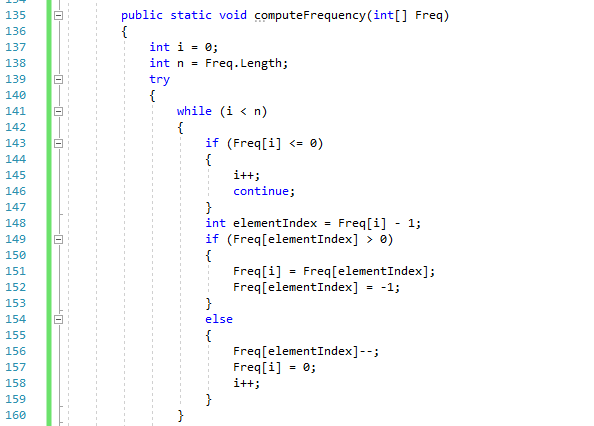 135 public static void computeFrequency(int[] Freq)
136 {
137 int i = 0;
138 int n = Freq.Length;
139 try
140 {
141 while (i < n)
142 {
143 if (Freq[i] <= 0)
144 {
145 i++;
146 continue;
147 }
148 int elementIndex = Freq[i] - 1;
149 if (Freq[elementIndex] > 0)
150 {
151 Freq[i] = Freq[elementIndex];
152 Freq[elementIndex] = -1;
153 }
154 else
155 {
156 Freq[elementIndex]--;
157 Freq[i] = 0;
158 i++;
159 }
160 }